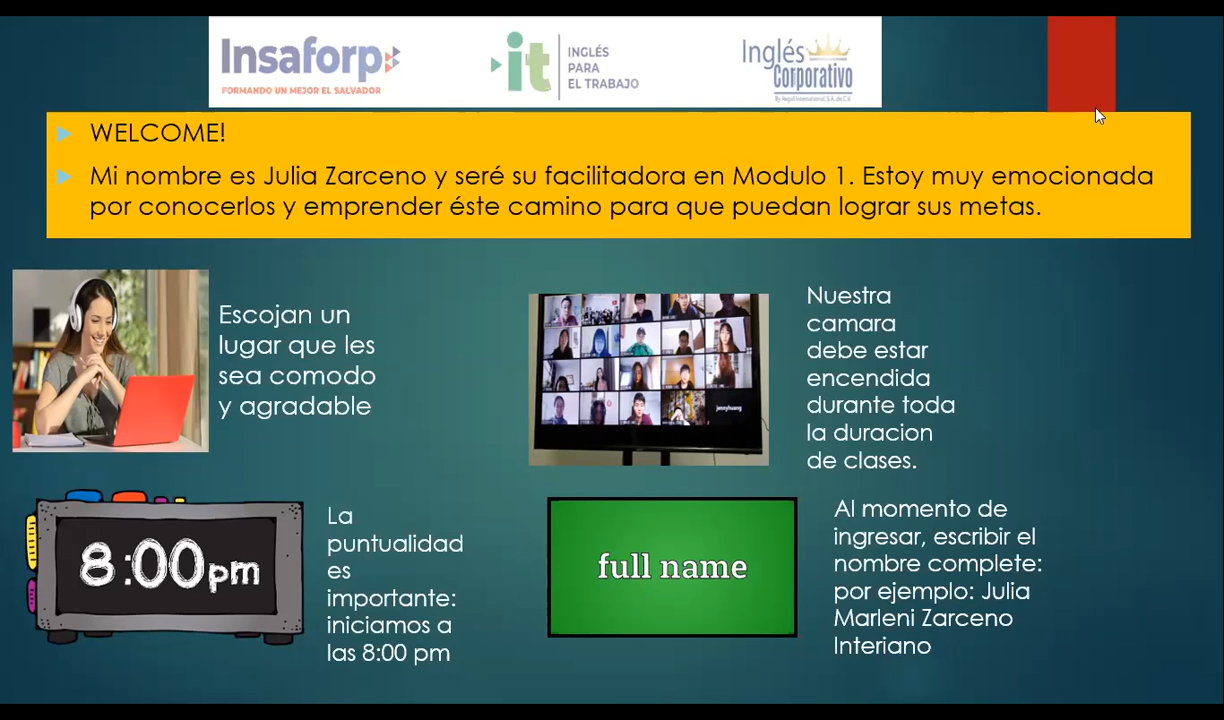 Insaforp
FORMANDO UN MEJOR EL SALVADOR
it
INGLÉS
PARA
EL TRABAJO
Inglés
Corporativo
WELCOME!
Mi nombre es Julia Zarceno y seré su facilitadora en Modulo 1. Estoy muy emocionada
por conocerlos y emprender éste camino para que puedan lograr sus metas.
Escojan un
lugar que les
sea comodo
y agradable
Nuestra
camara
debe estar
encendida
durante toda
la duracion
de clases.
8:00pm
La
puntualidad
es
importante:
iniciamos a
las 8:00 pm
full name
Al momento de
ingresar, escribir el
nombre complete:
por ejemplo: Julia
Marleni Zarceno
Interiano